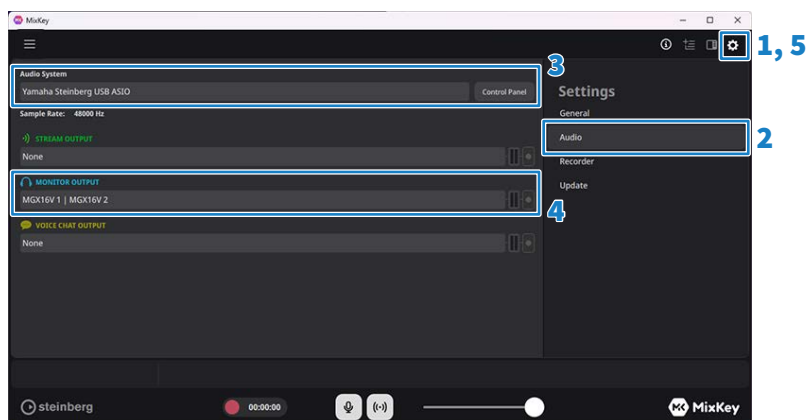 MixKey
1, 5
Audio System
3
Yamaha Steinberg USB ASIO
Control Panel
Settings
Sample Rate: 48000 Hz
General
STREAM OUTPUT
Audio
2
None
Recorder
MONITOR OUTPUT
Update
MGX16V 1 | MGX16V 2
4
VOICE CHAT OUTPUT
None
steinberg
00:00:00
MK MixKey